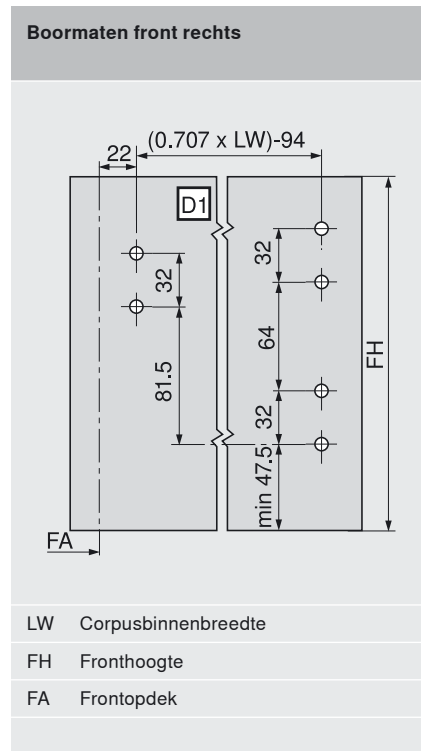 Boormaten front rechts
(0.707 x LW)-94
22
D1
32
32
64
81.5
32
FH
min 47.5
FA
LW Corpusbinnenbreedte
FH Fronthoogte
FA Frontopdek